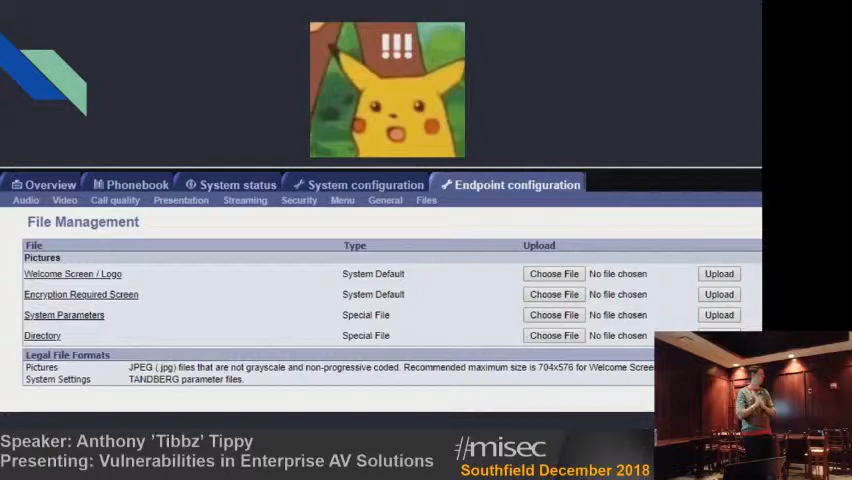 !!!
Overview Phonebook System status System configuration Endpoint configuration
Audio Video Call quality Presentation Streaming Security Menu General Files
File Management
File Type Upload
Pictures
Welcome Screen / Logo System Default Choose File No file chosen Upload
Encryption Required Screen System Default Choose File No file chosen Upload
System Parameters Special File Choose File No file chosen Upload
Directory Special File Choose File No file chosen
Legal File Formats
Pictures JPEG (.jpg) files that are not grayscale and non-progressive coded. Recommended maximum size is 704x576 for Welcome
System Settings TANDBERG parameter files.
Speaker: Anthony 'Tibbz' Tippy
Presenting: Vulnerabilities in Enterprise AV Solutions
//misec
Southfield December 2018